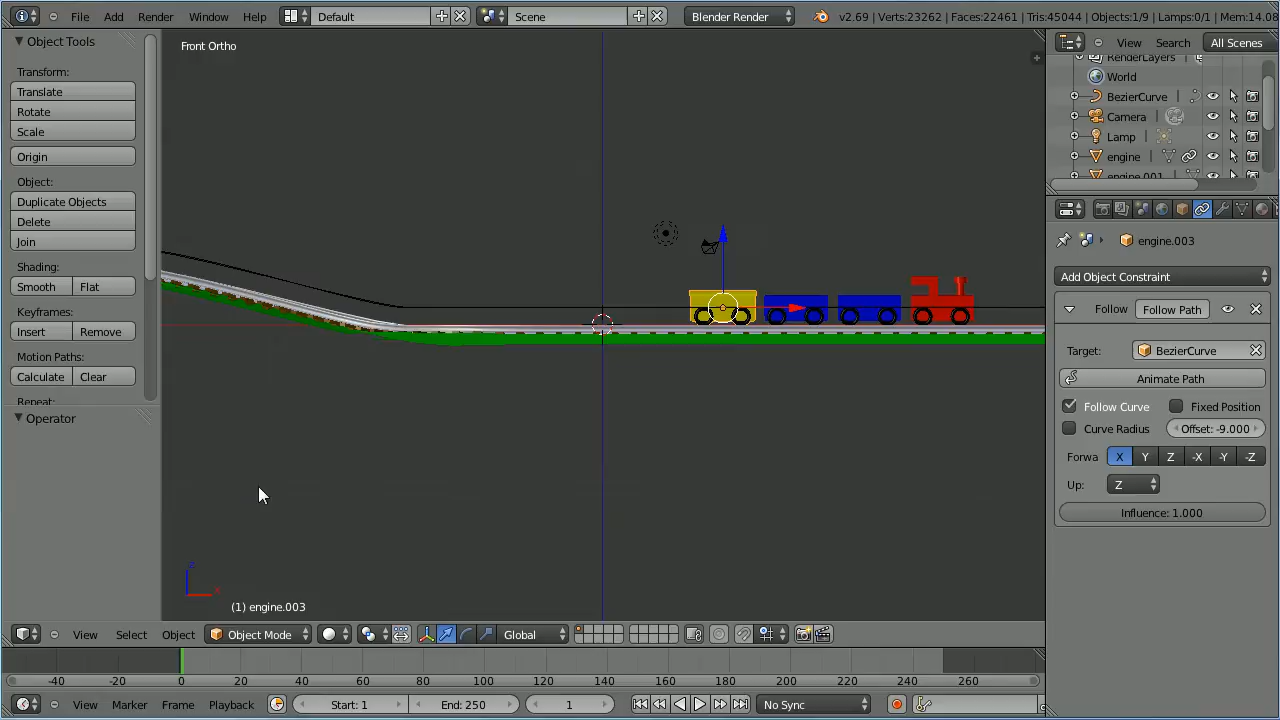 File Add Render Window Help Default Scene Blender Render v2.69 | Verts:23262 | Faces:22461 | Tris:45044 | Objects:1/9 | Lamps:0/1 | Mem:14.08
Object Tools
Transform:
Translate
Rotate
Scale
Origin
Object:
Duplicate Objects
Delete
Join
Shading:
Smooth Flat
Keyframes:
Insert Remove
Motion Paths:
Calculate Clear
Repeat:
Operator
Front Ortho
z
x
(1) engine.003
View Search All Scenes
RenderLayers
World
BezierCurve
Camera
Lamp
engine
engine.001
engine.003
Add Object Constraint
Follow Follow Path
Target: BezierCurve
Animate Path
Follow Curve Fixed Position
Curve Radius Offset: -9.000
Forwa X Y Z -X -Y -Z
Up: Z
Influence: 1.000
View Select Object Object Mode Global
-40 -20 0 20 40 60 80 100 120 140 160 180 200 220 240 260
View Marker Frame Playback Start: 1 End: 250 1 No Sync